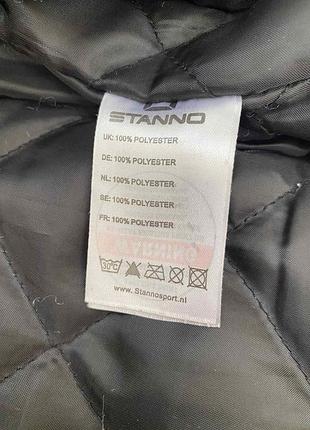 STANNO
UK: 100% POLYESTER
DE: 100% POLYESTER
NL: 100% POLYESTER
SE: 100% POLYESTER
FR: 100% POLYESTER
WARNING
30°C
www.Stannosport.nl